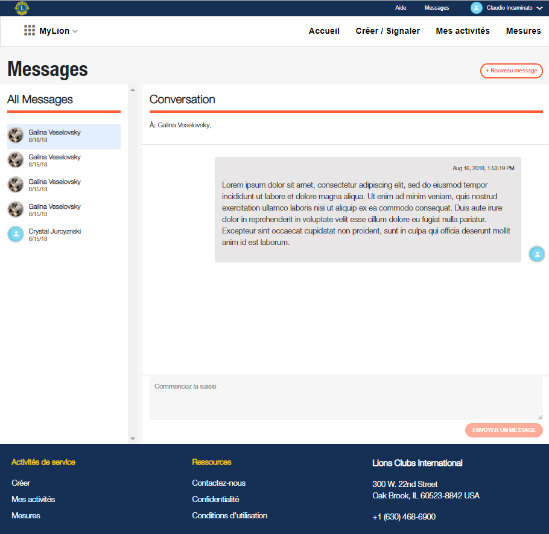 LIONS
Aide
Messages
Claudio Incaminato
MyLion
Accueil
Créer / Signaler
Mes activités
Mesures
Messages
+ Nouveau message
All Messages
Conversation
Galina Veselovsky
8/16/18
Galina Veselovsky
8/15/18
Galina Veselovsky
8/15/18
Galina Veselovsky
8/15/18
Crystal Jurcyznski
8/15/18
À: Galina Veselovsky,
Aug 16, 2018, 1:53:19 PM
Lorem ipsum dolor sit amet, consectetur adipiscing elit, sed do eiusmod tempor
incididunt ut labore et dolore magna aliqua. Ut enim ad minim veniam, quis nostrud
exercitation ullamco laboris nisi ut aliquip ex ea commodo consequat. Duis aute irure
dolor in reprehenderit in voluptate velit esse cillum dolore eu fugiat nulla pariatur.
Excepteur sint occaecat cupidatat non proident, sunt in culpa qui officia deserunt mollit
anim id est laborum.
Commencez la saisie
ENVOYER UN MESSAGE
Activités de service
Créer
Mes activités
Mesures
Ressources
Contactez-nous
Confidentialité
Conditions d'utilisation
Lions Clubs International
300 W. 22nd Street
Oak Brook, IL 60523-8842 USA
+1 (630) 468-6900